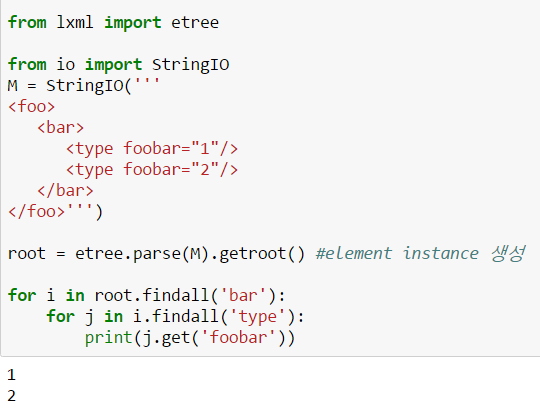 from lxml import etree
from io import StringIO
M = StringIO('''
<foo>
   <bar>
      <type foobar="1"/>
      <type foobar="2"/>
   </bar>
</foo>''')
root = etree.parse(M).getroot() #element instance 생성
for i in root.findall('bar'):
    for j in i.findall('type'):
        print(j.get('foobar'))
1
2